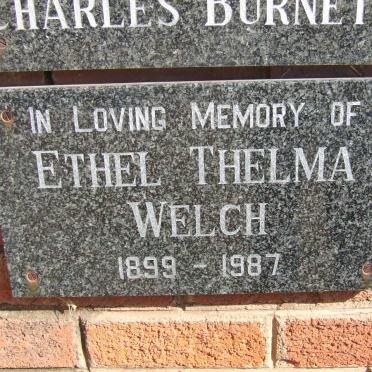 CHARLES BURNET
IN LOVING MEMORY OF
ETHEL THELMA
WELCH
1899 - 1987